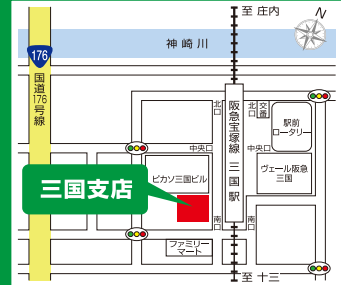 至 庄内
N
神崎川
176
国道176号線
北口
交番
駅前
ロータリー
阪急宝塚線 三国駅
中央口
中央口
ピカソ三国ビル
ヴェール阪急
三国
三国支店
南口
南口
ファミリー
マート
至 十三